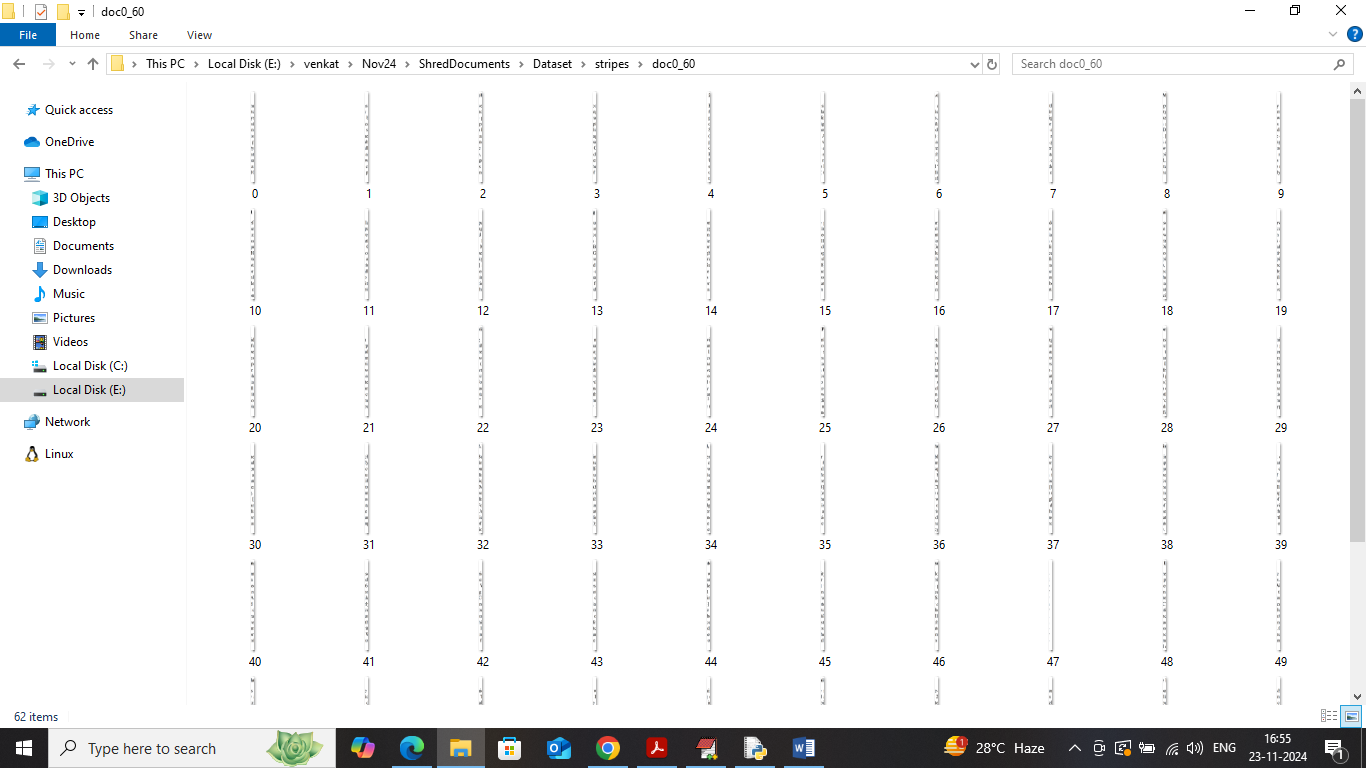 doc0_60
File Home Share View
This PC Local Disk (E:) venkat Nov24 ShredDocuments Dataset stripes doc0_60 Search doc0_60
Quick access
OneDrive
This PC
3D Objects
Desktop
Documents
Downloads
Music
Pictures
Videos
Local Disk (C:)
Local Disk (E:)
Network
Linux
0 1 2 3 4 5 6 7 8 9
10 11 12 13 14 15 16 17 18 19
20 21 22 23 24 25 26 27 28 29
30 31 32 33 34 35 36 37 38 39
40 41 42 43 44 45 46 47 48 49
62 items
Type here to search 1 28°C Haze ENG 16:55
23-11-2024 1